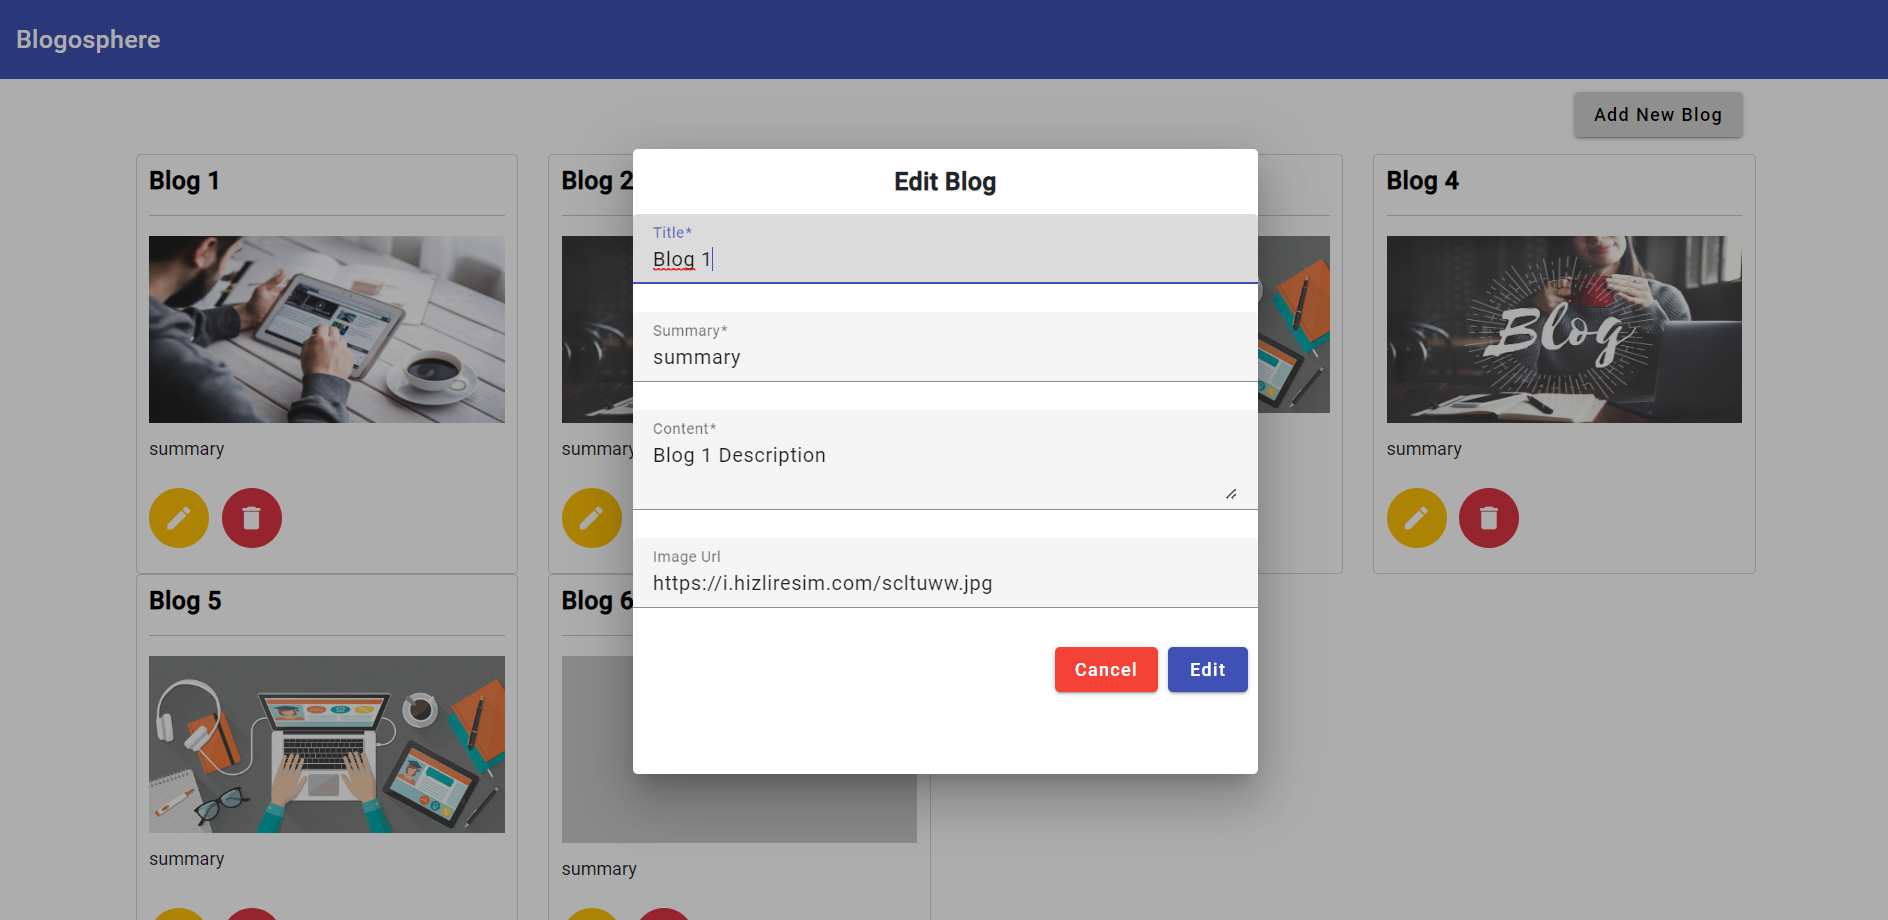 Blogosphere
Add New Blog
Blog 1
Blog 2
Blog 4
Blog
summary
summary
summary
Edit Blog
Title*
Blog 1
Summary*
summary
Content*
Blog 1 Description
Image Url
https://i.hizliresim.com/scltuww.jpg
Cancel
Edit
Blog 5
Blog 6
summary
summary